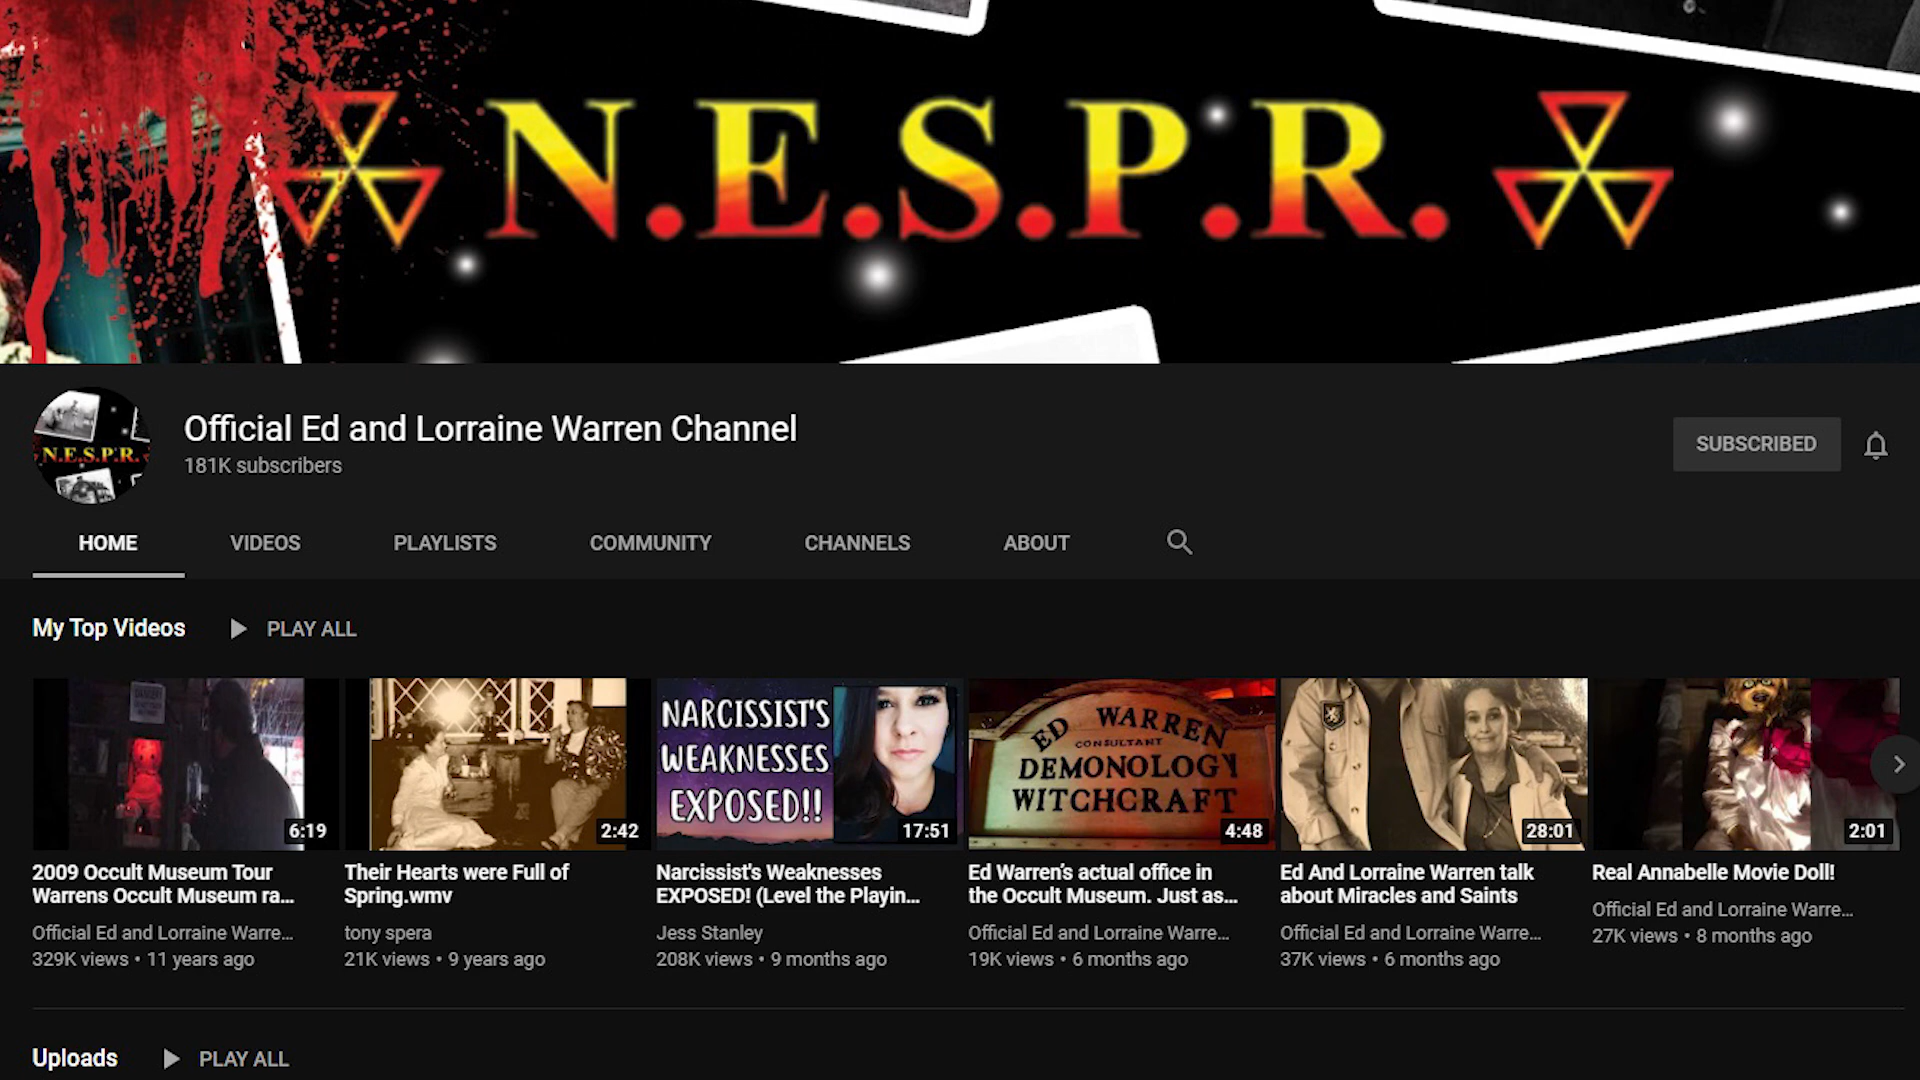 N.E.S.P.R.
N.E.S.P.R.
Official Ed and Lorraine Warren Channel
181K subscribers
SUBSCRIBED
HOME VIDEOS PLAYLISTS COMMUNITY CHANNELS ABOUT
My Top Videos PLAY ALL
6:19
2009 Occult Museum Tour
Warrens Occult Museum ra...
Official Ed and Lorraine Warre...
329K views • 11 years ago
2:42
Their Hearts were Full of
Spring.wmv
tony spera
21K views • 9 years ago
NARCISSIST'S
WEAKNESSES
EXPOSED!!
17:51
Narcissist's Weaknesses
EXPOSED! (Level the Playin...
Jess Stanley
208K views • 9 months ago
ED WARREN
CONSULTANT
DEMONOLOGY
WITCHCRAFT
4:48
Ed Warren's actual office in
the Occult Museum. Just as...
Official Ed and Lorraine Warre...
19K views • 6 months ago
28:01
Ed And Lorraine Warren talk
about Miracles and Saints
Official Ed and Lorraine Warre...
37K views • 6 months ago
2:01
Real Annabelle Movie Doll!
Official Ed and Lorraine Warre...
27K views • 8 months ago
Uploads PLAY ALL